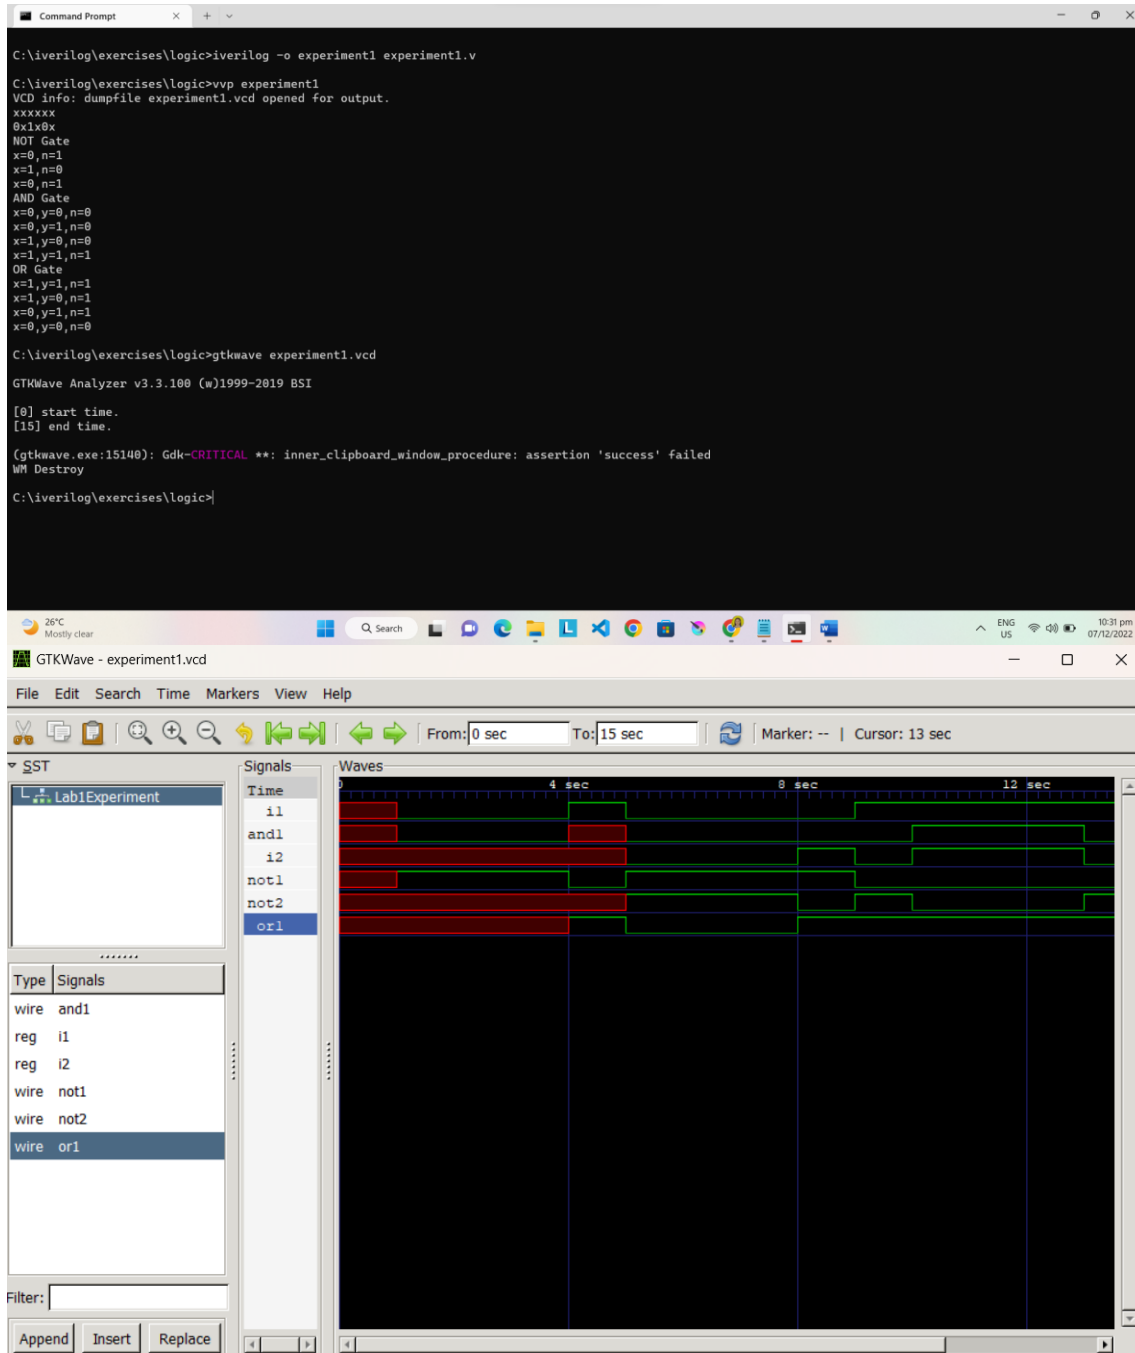 Command Prompt
C:\iverilog\exercises\logic>iverilog -o experiment1 experiment1.v
C:\iverilog\exercises\logic>vvp experiment1
VCD info: dumpfile experiment1.vcd opened for output.
xxxxxx
0x1x0x
NOT Gate
x=0,n=1
x=1,n=0
x=0,n=1
AND Gate
x=0,y=0,n=0
x=0,y=1,n=0
x=1,y=0,n=0
x=1,y=1,n=1
OR Gate
x=1,y=1,n=1
x=1,y=0,n=1
x=0,y=1,n=1
x=0,y=0,n=0
C:\iverilog\exercises\logic>gtkwave experiment1.vcd
GTKWave Analyzer v3.3.100 (w)1999-2019 BSI
[0] start time.
[15] end time.
(gtkwave.exe:15140): Gdk-CRITICAL **: inner_clipboard_window_procedure: assertion 'success' failed
WM Destroy
C:\iverilog\exercises\logic>
26°C
Mostly clear
Search
ENG
US
10:31 pm
07/12/2022
GTKWave - experiment1.vcd
File Edit Search Time Markers View Help
From: 0 sec To: 15 sec Marker: -- | Cursor: 13 sec
SST
Lab1Experiment
Type Signals
wire and1
reg i1
reg i2
wire not1
wire not2
wire or1
Filter:
Append Insert Replace
Signals
Time
i1
and1
i2
not1
not2
or1
Waves
0 4 sec 8 sec 12 sec